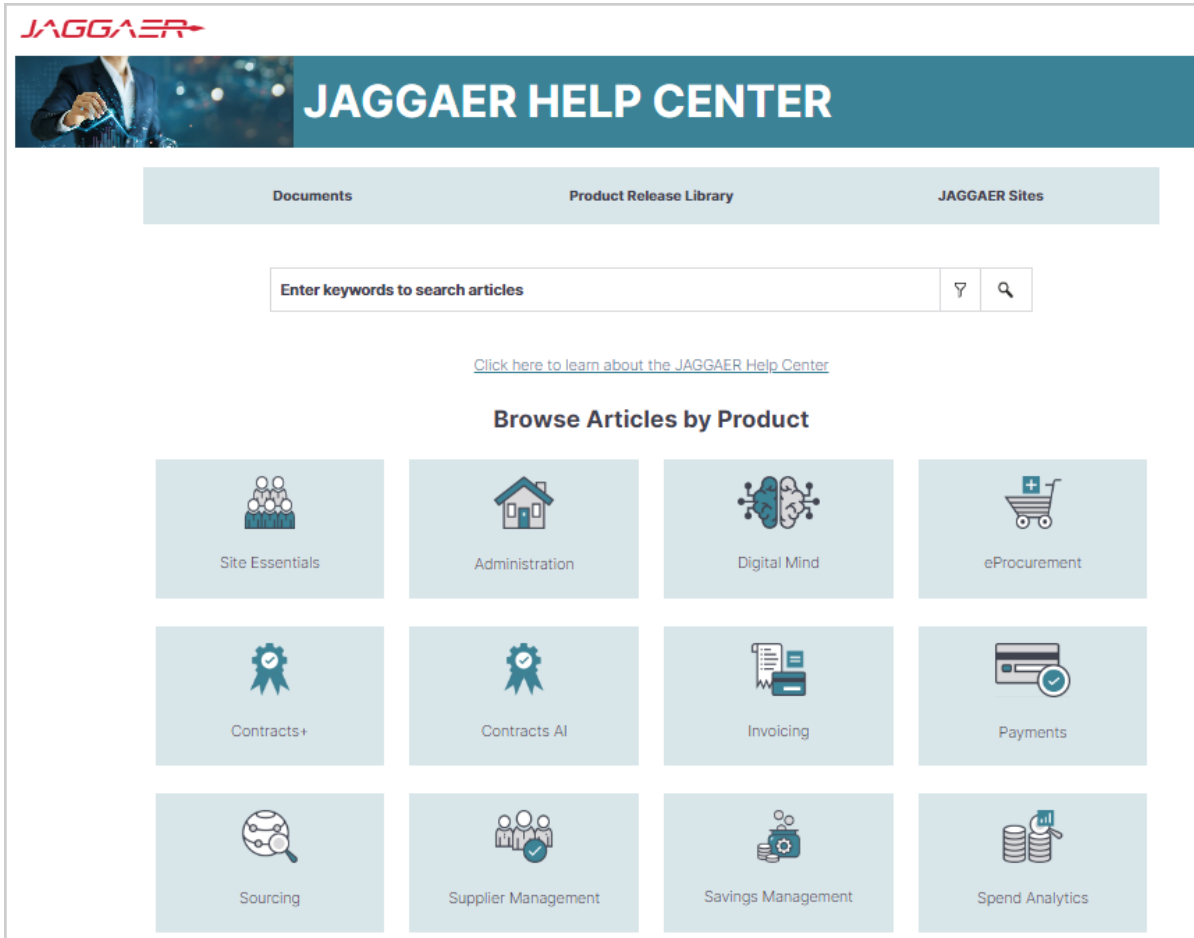 JAGGAER
JAGGAER HELP CENTER
Documents Product Release Library JAGGAER Sites
Enter keywords to search articles
Click here to learn about the JAGGAER Help Center
Browse Articles by Product
Site Essentials Administration Digital Mind eProcurement
Contracts+ Contracts AI Invoicing Payments
Sourcing Supplier Management Savings Management Spend Analytics